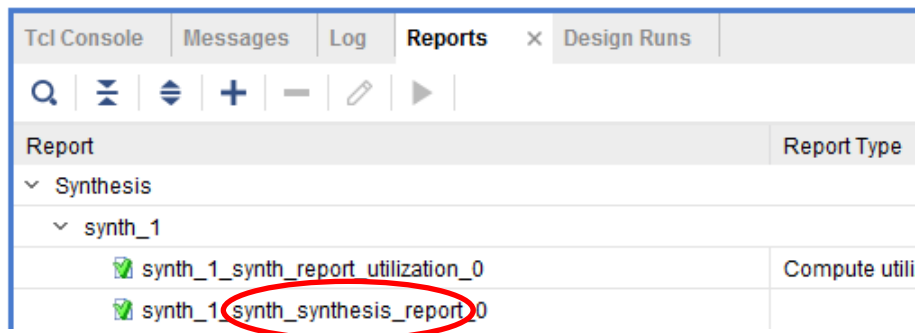 Tcl Console Messages Log Reports × Design Runs
Report Report Type
Synthesis
synth_1
synth_1_synth_report_utilization_0 Compute utili
synth_1_synth_synthesis_report_0